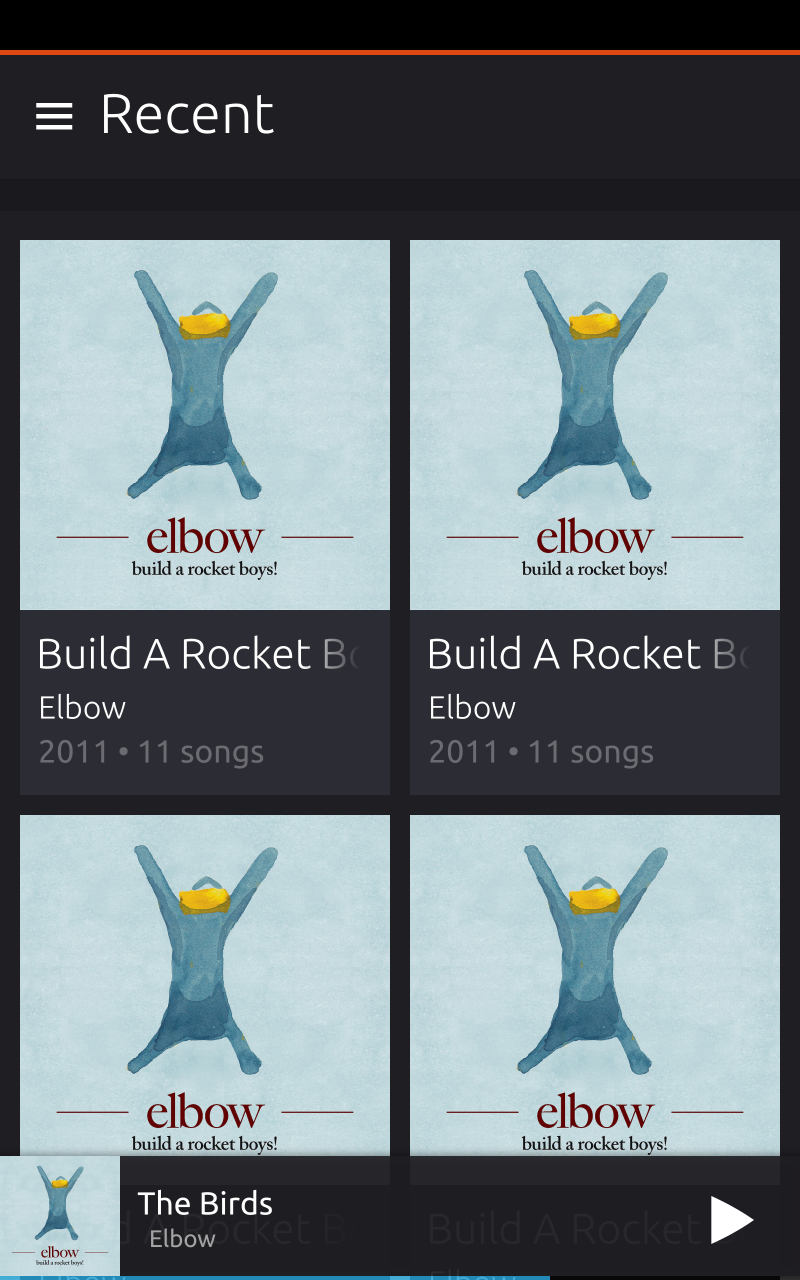 Recent
elbow
build a rocket boys!
elbow
build a rocket boys!
Build A Rocket
Elbow
2011 • 11 songs
Build A Rocket
Elbow
2011 • 11 songs
elbow
build a rocket boys!
elbow
build a rocket boys!
elbow
build a rocket boys!
The Birds
Elbow
Build A Rocket
Build A Rocket